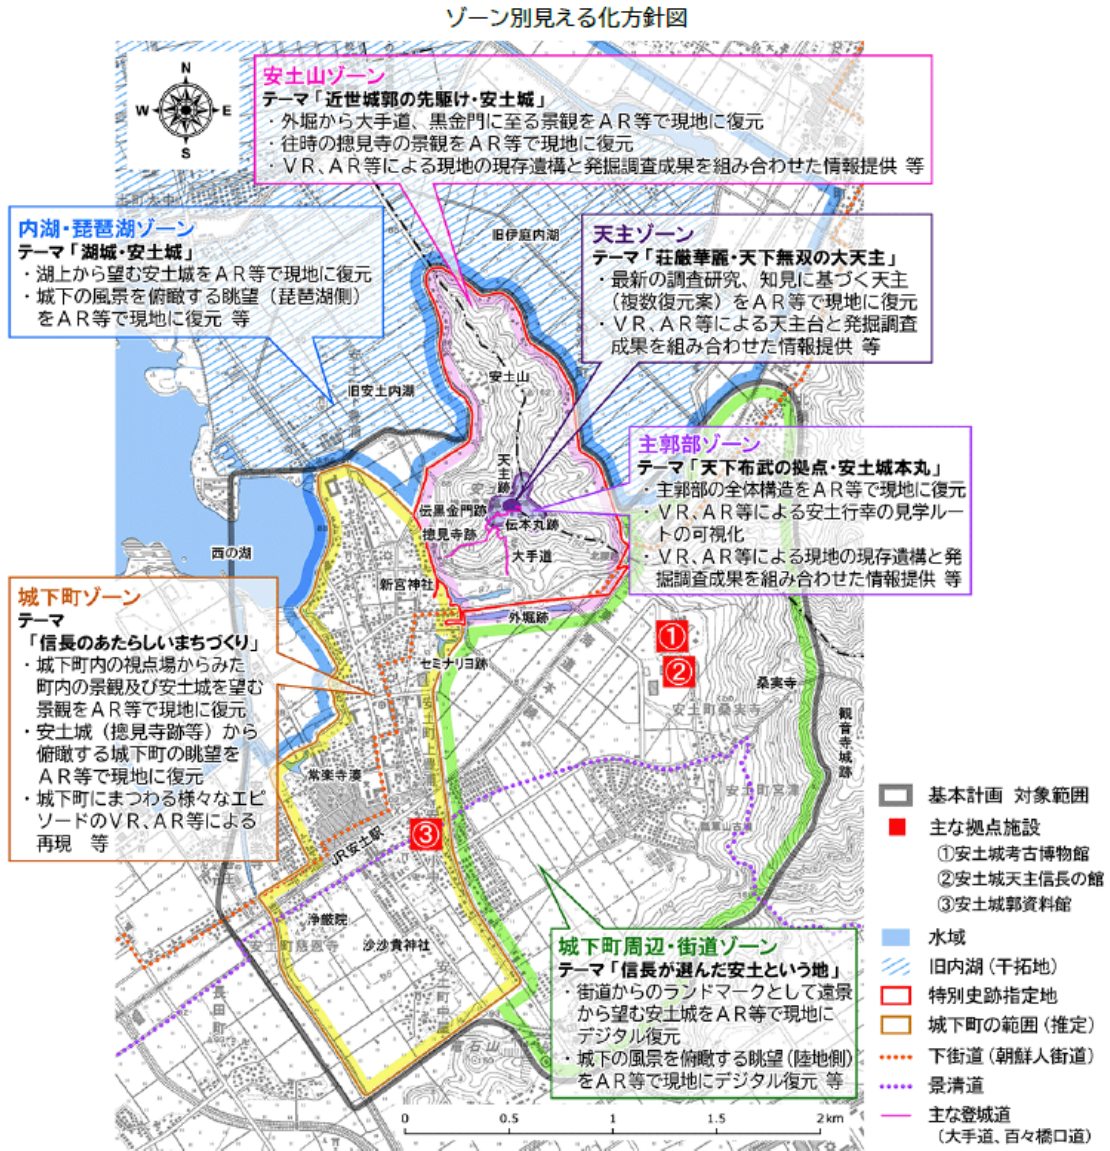 ゾーン別見える化方針図
N
W
E
S
安土山ゾーン
テーマ「近世城郭の先駆け・安土城」
・外堀から大手道、黒金門に至る景観をＡＲ等で現地に復元
・往時の摠見寺の景観をＡＲ等で現地に復元
・ＶＲ、ＡＲ等による現地の現存遺構と発掘調査成果を組み合わせた情報提供 等
内湖・琵琶湖ゾーン
テーマ「湖城・安土城」
・湖上から望む安土城をＡＲ等で現地に復元
・城下の風景を俯瞰する眺望（琵琶湖側）
をＡＲ等で現地に復元 等
旧伊庭内湖
天主ゾーン
テーマ「荘厳華麗・天下無双の大天主」
・最新の調査研究、知見に基づく天主
（複数復元案）をＡＲ等で現地に復元
・ＶＲ、ＡＲ等による天主台と発掘調査
成果を組み合わせた情報提供 等
安土山
旧安土内湖
主郭部ゾーン
テーマ「天下布武の拠点・安土城本丸」
・主郭部の全体構造をＡＲ等で現地に復元
・ＶＲ、ＡＲ等による安土行幸の見学ルー
トの可視化
・ＶＲ、ＡＲ等による現地の現存遺構と発
掘調査成果を組み合わせた情報提供 等
天主跡
伝黒金門跡
伝本丸跡
摠見寺跡
大手道
西の湖
新宮神社
外堀跡
城下町ゾーン
テーマ
「信長のあたらしいまちづくり」
・城下町内の視点場からみた
町内の景観及び安土城を望む
景観をＡＲ等で現地に復元
・安土城（摠見寺跡等）から
俯瞰する城下町の眺望を
ＡＲ等で現地に復元
・城下町にまつわる様々なエピ
ソードのＶＲ、ＡＲ等による
再現 等
セミナリヨ跡
①
②
桑実寺
安土町桑実寺
観音寺城跡
安土町宮津
常楽寺湊
JR安土駅
③
浄厳院
安土町慈恩寺
沙沙貴神社
長田町
城下町周辺・街道ゾーン
テーマ「信長が選んだ安土という地」
・街道からのランドマークとして遠景
から望む安土城をＡＲ等で現地に
デジタル復元
・城下の風景を俯瞰する眺望（陸地側）
をＡＲ等で現地にデジタル復元 等
基本計画 対象範囲
主な拠点施設
①安土城考古博物館
②安土城天主信長の館
③安土城郭資料館
水域
旧内湖（干拓地）
特別史跡指定地
城下町の範囲（推定）
下街道（朝鮮人街道）
景清道
主な登城道
（大手道、百々橋口道）
0 0.5 1 1.5 2km